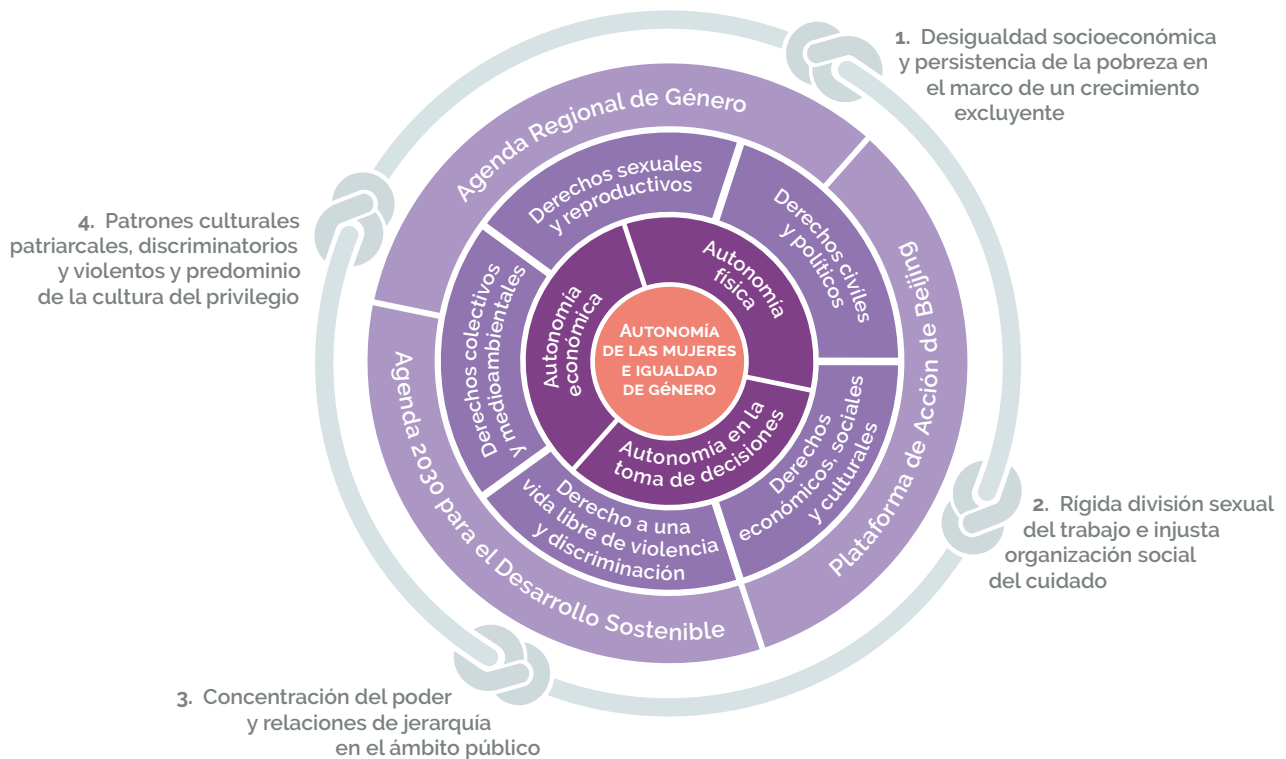 1. Desigualdad socioeconómica
y persistencia de la pobreza en
el marco de un crecimiento
excluyente
Agenda Regional de Género
Plataforma de Acción de Beijing
Agenda 2030 para el Desarrollo Sostenible
Derechos sexuales
y reproductivos
Derechos civiles
y políticos
Derechos
económicos, sociales
y culturales
Derecho a una
vida libre de violencia
y discriminación
Derechos colectivos
y medioambientales
Autonomía
física
Autonomía en la
toma de decisiones
Autonomía
económica
Autonomía
de las mujeres
e igualdad
de género
2. Rígida división sexual
del trabajo e injusta
organización social
del cuidado
3. Concentración del poder
y relaciones de jerarquía
en el ámbito público
4. Patrones culturales
patriarcales, discriminatorios
y violentos y predominio
de la cultura del privilegio